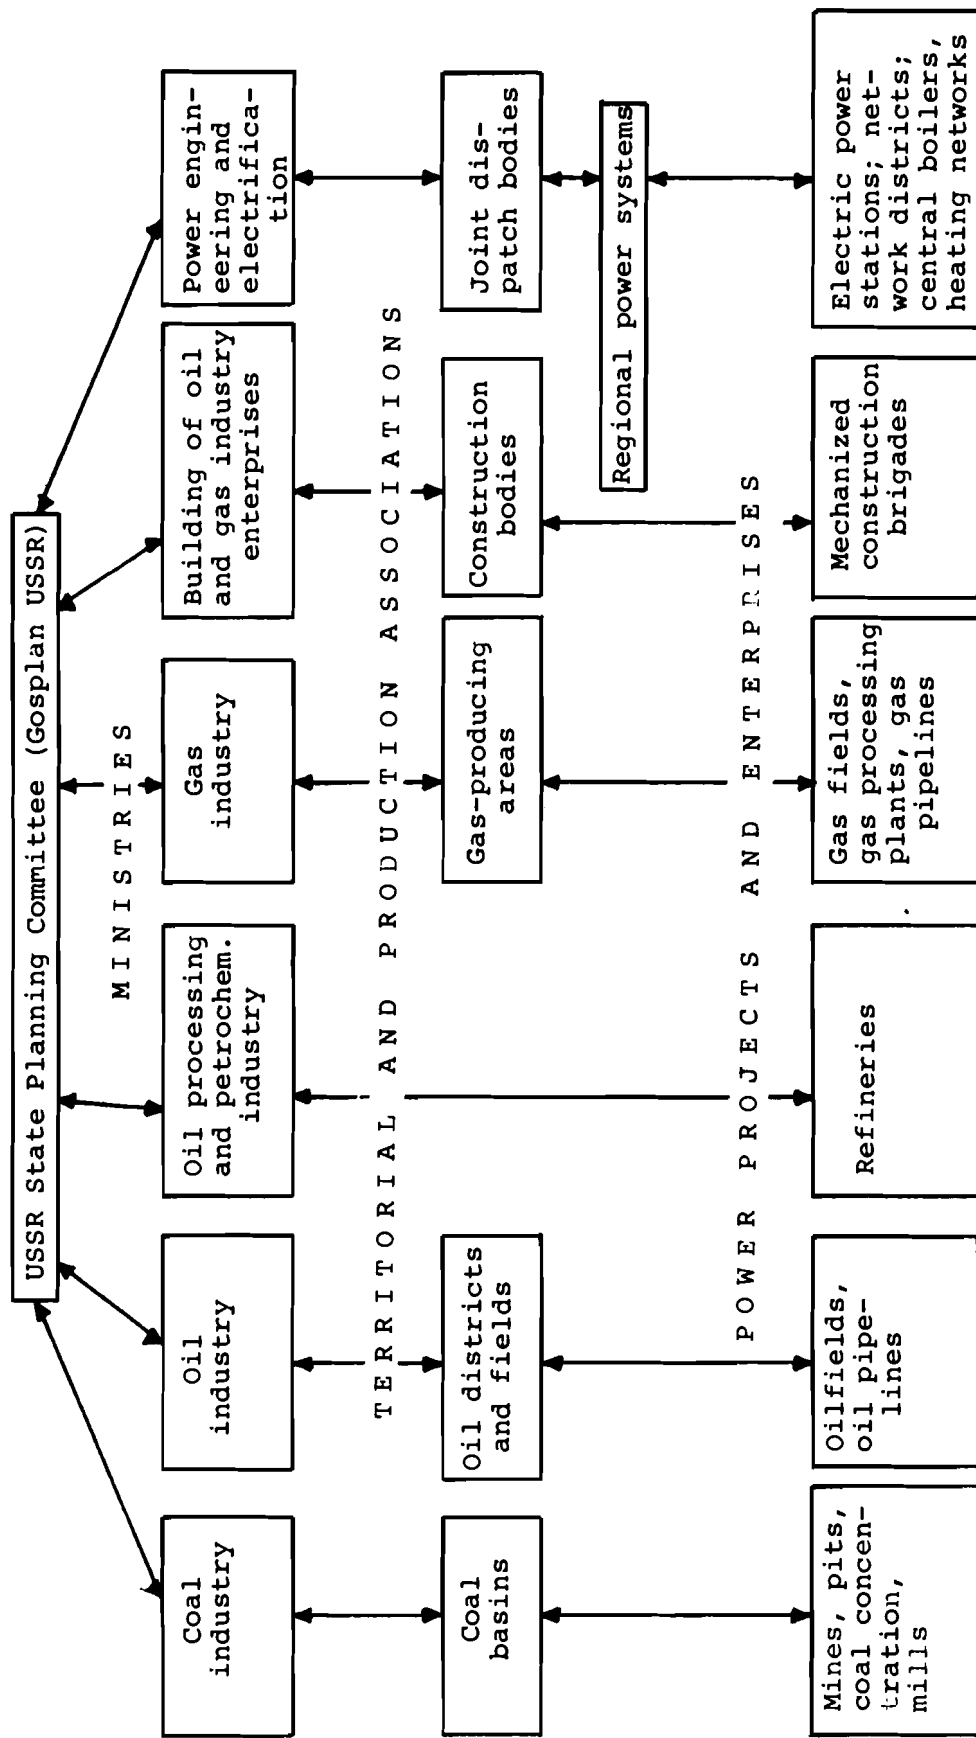 USSR State Planning Committee (Gosplan USSR)
MINISTRIES
Coal
industry
Oil
industry
Oil processing
and petrochem.
industry
Gas
industry
Building of oil
and gas industry
enterprises
Power engin-
eering and
electrifica-
tion
TERRITORIAL AND PRODUCTION ASSOCIATIONS
Coal
basins
Oil districts
and fields
Gas-producing
areas
Construction
bodies
Joint dis-
patch bodies
Regional power systems
POWER PROJECTS AND ENTERPRISES
Mines, pits,
coal concen-
tration,
mills
Oilfields,
oil pipe-
lines
Refineries
Gas fields,
gas processing
plants, gas
pipelines
Mechanized
construction
brigades
Electric power
stations; net-
work districts;
central boilers,
heating networks